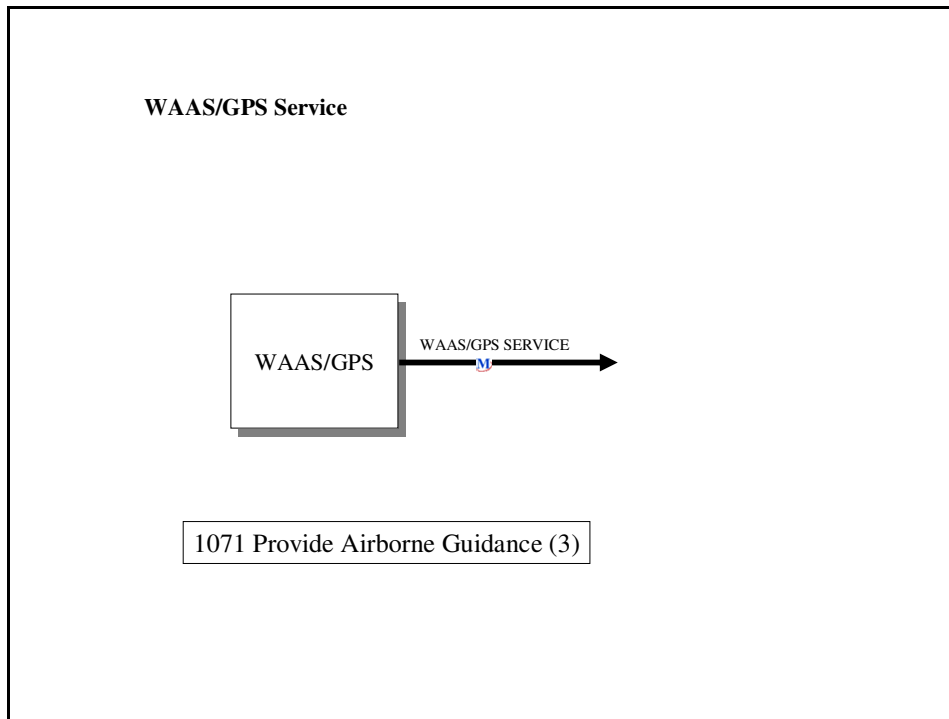 WAAS/GPS Service
WAAS/GPS SERVICE
WAAS/GPS
M
1071 Provide Airborne Guidance (3)